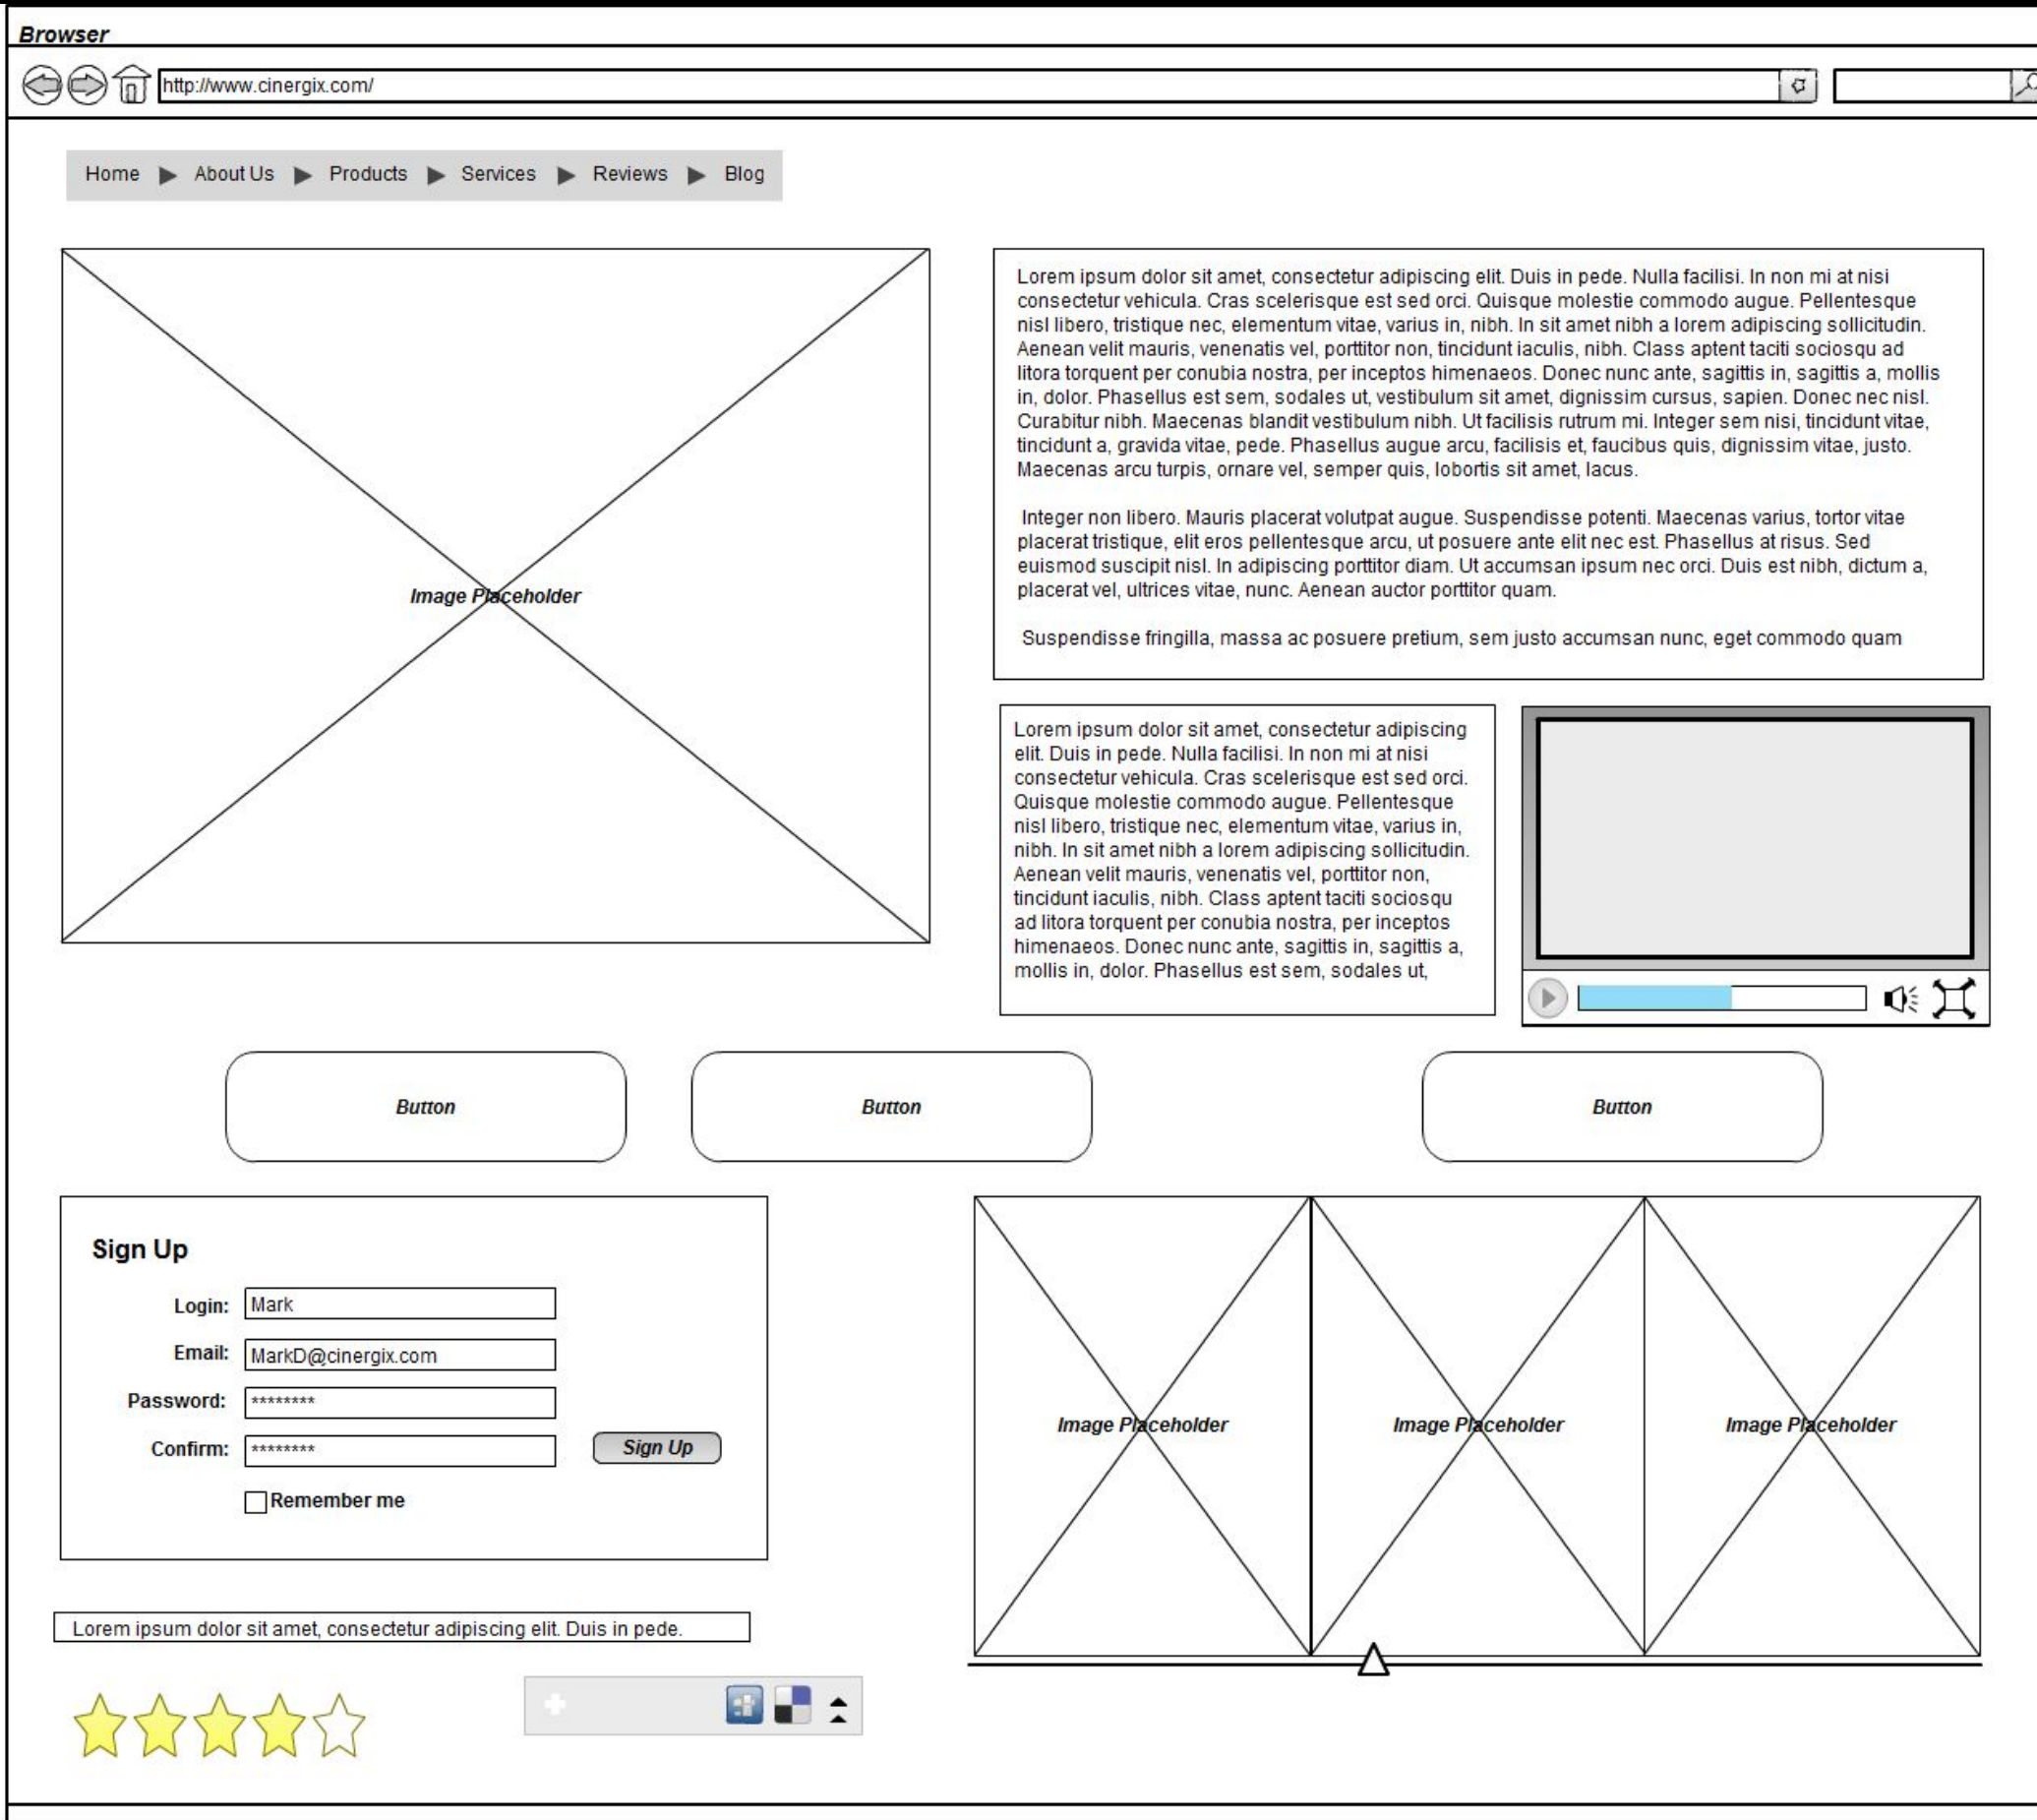 Browser
http://www.cinergix.com/
Home About Us Products Services Reviews Blog
Image Placeholder
Lorem ipsum dolor sit amet, consectetur adipiscing elit. Duis in pede. Nulla facilisi. In non mi at nisi
consectetur vehicula. Cras scelerisque est sed orci. Quisque molestie commodo augue. Pellentesque
nisl libero, tristique nec, elementum vitae, varius in, nibh. In sit amet nibh a lorem adipiscing sollicitudin.
Aenean velit mauris, venenatis vel, porttitor non, tincidunt iaculis, nibh. Class aptent taciti sociosqu ad
litora torquent per conubia nostra, per inceptos himenaeos. Donec nunc ante, sagittis in, sagittis a, mollis
in, dolor. Phasellus est sem, sodales ut, vestibulum sit amet, dignissim cursus, sapien. Donec nec nisl.
Curabitur nibh. Maecenas blandit vestibulum nibh. Ut facilisis rutrum mi. Integer sem nisi, tincidunt vitae,
tincidunt a, gravida vitae, pede. Phasellus augue arcu, facilisis et, faucibus quis, dignissim vitae, justo.
Maecenas arcu turpis, ornare vel, semper quis, lobortis sit amet, lacus.
Integer non libero. Mauris placerat volutpat augue. Suspendisse potenti. Maecenas varius, tortor vitae
placerat tristique, elit eros pellentesque arcu, ut posuere ante elit nec est. Phasellus at risus. Sed
euismod suscipit nisl. In adipiscing porttitor diam. Ut accumsan ipsum nec orci. Duis est nibh, dictum a,
placerat vel, ultrices vitae, nunc. Aenean auctor porttitor quam.
Suspendisse fringilla, massa ac posuere pretium, sem justo accumsan nunc, eget commodo quam
Lorem ipsum dolor sit amet, consectetur adipiscing
elit. Duis in pede. Nulla facilisi. In non mi at nisi
consectetur vehicula. Cras scelerisque est sed orci.
Quisque molestie commodo augue. Pellentesque
nisl libero, tristique nec, elementum vitae, varius in,
nibh. In sit amet nibh a lorem adipiscing sollicitudin.
Aenean velit mauris, venenatis vel, porttitor non,
tincidunt iaculis, nibh. Class aptent taciti sociosqu
ad litora torquent per conubia nostra, per inceptos
himenaeos. Donec nunc ante, sagittis in, sagittis a,
mollis in, dolor. Phasellus est sem, sodales ut,
Button
Button
Button
Sign Up
Login: Mark
Email: MarkD@cinergix.com
Password: ********
Confirm: ********
Sign Up
Remember me
Image Placeholder
Image Placeholder
Image Placeholder
Lorem ipsum dolor sit amet, consectetur adipiscing elit. Duis in pede.